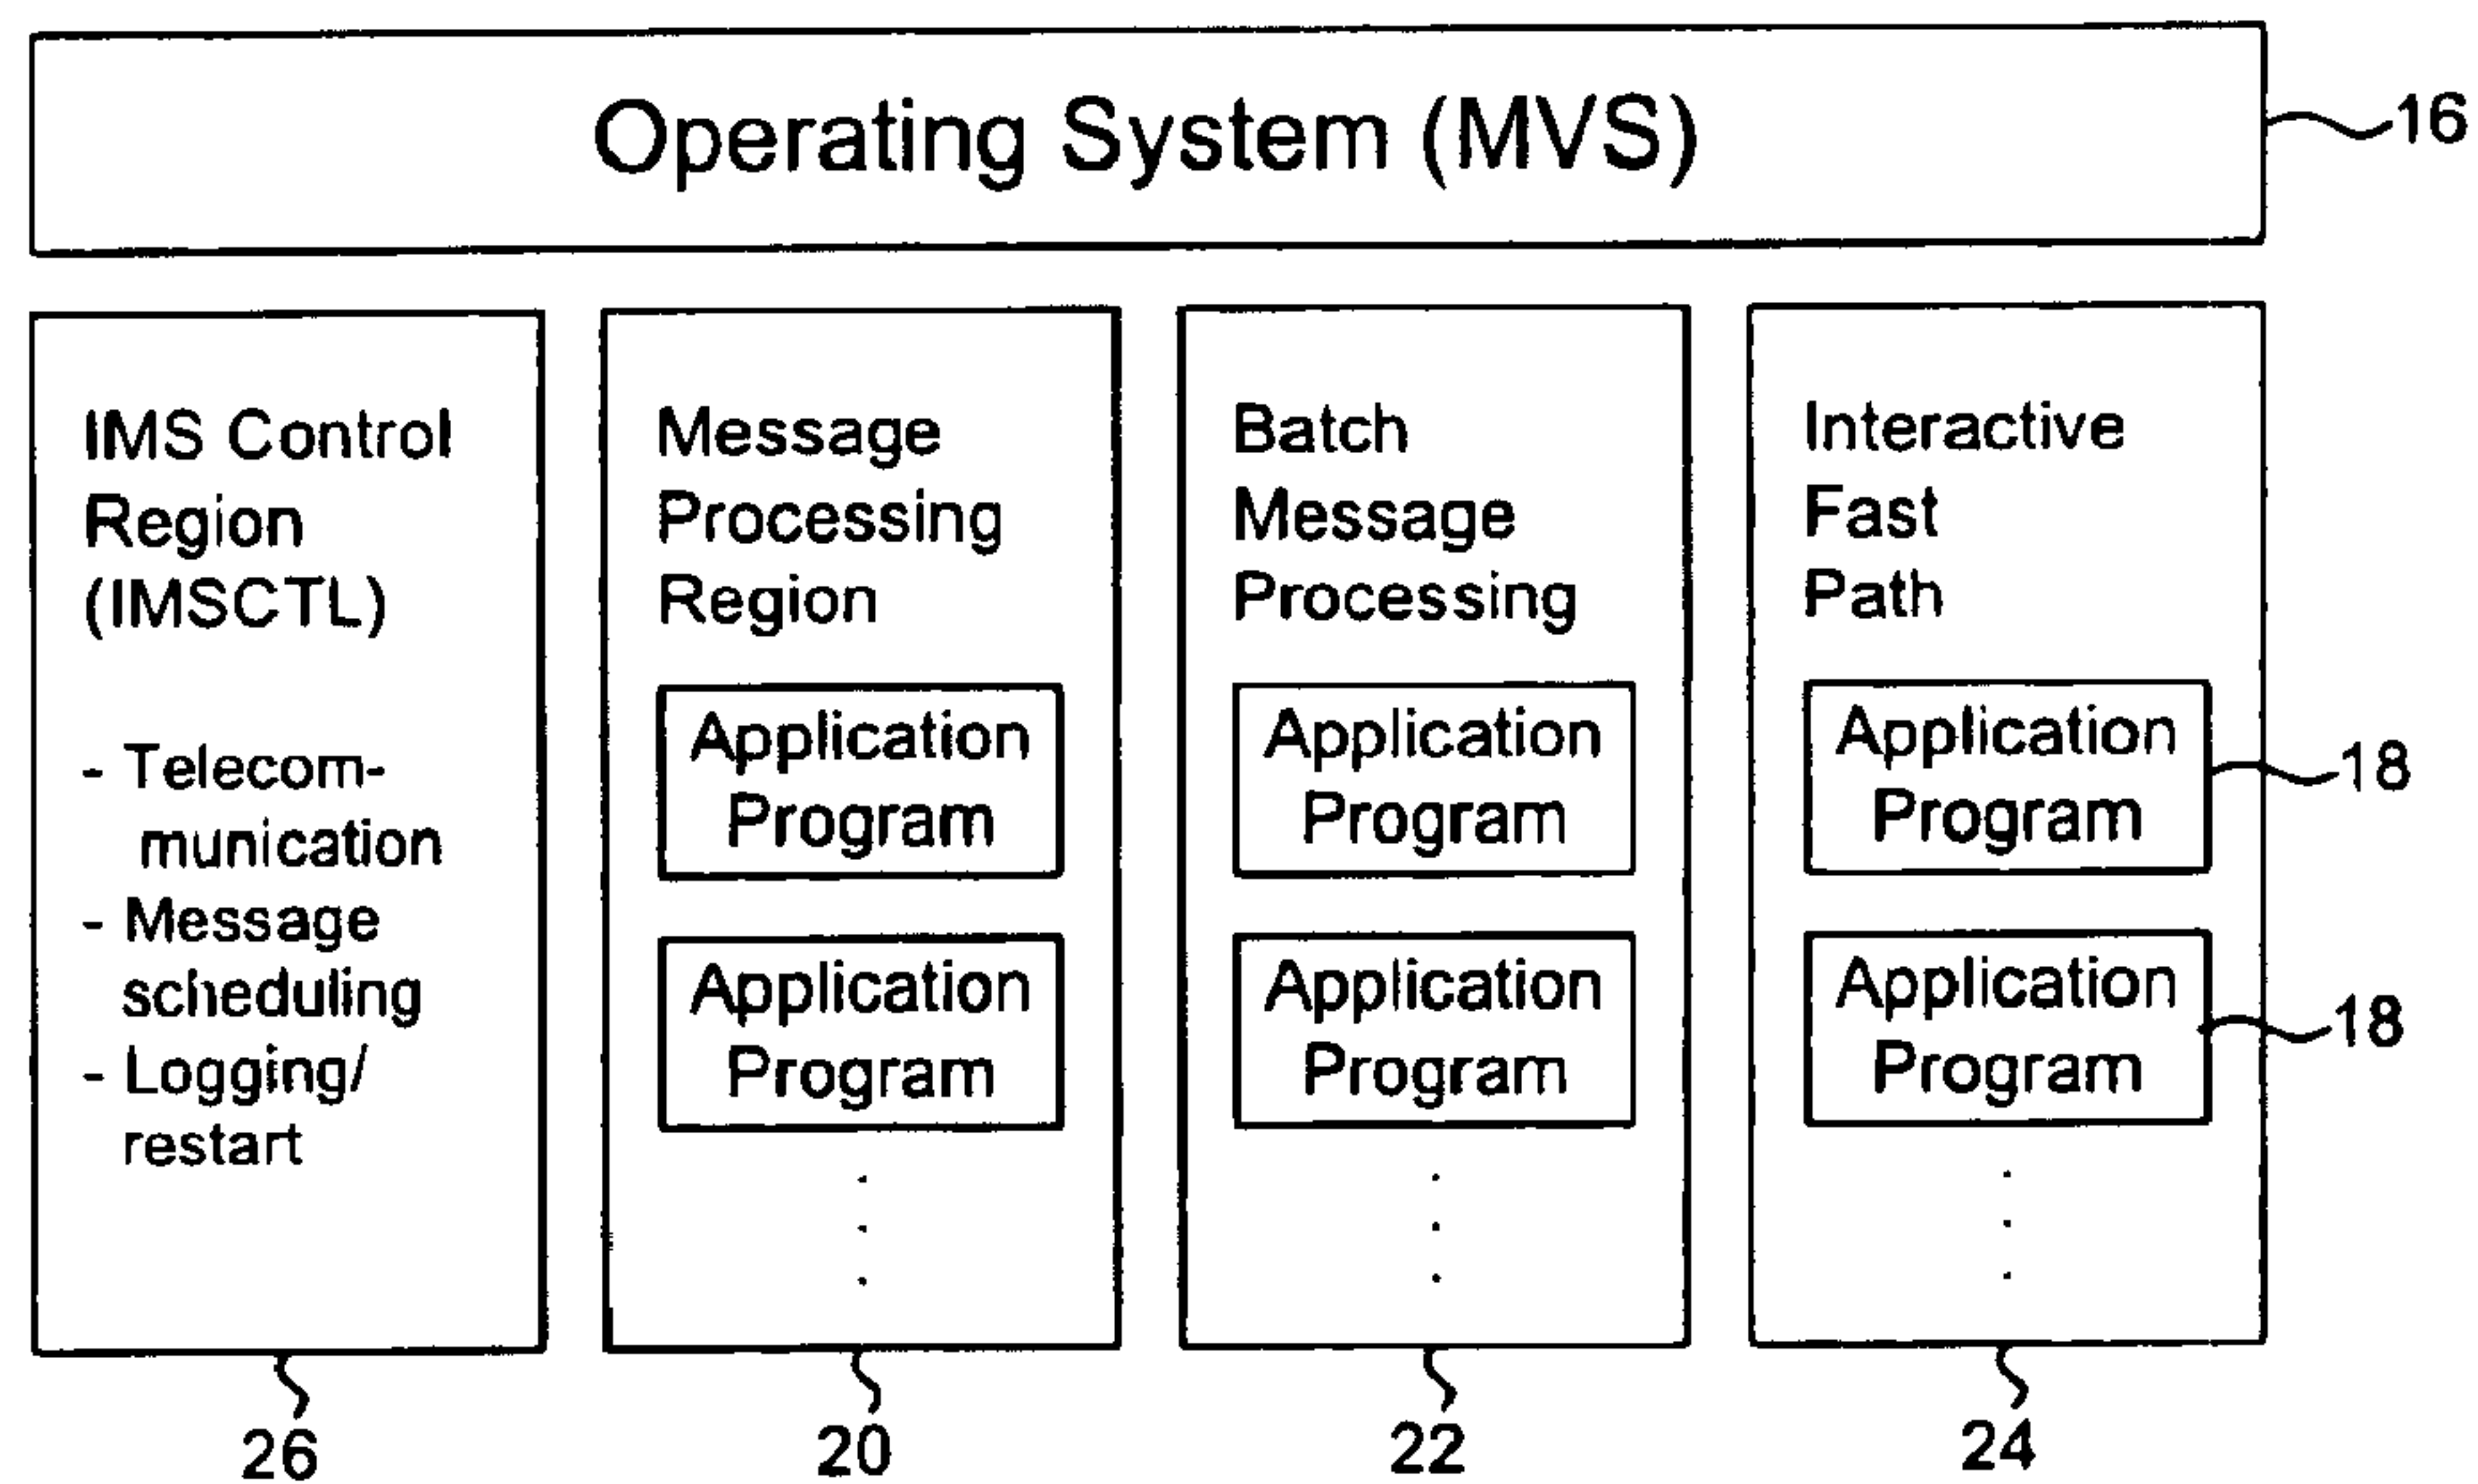 Operating System (MVS)
16
IMS Control
Region
(IMSCTL)
- Telecom-
munication
- Message
scheduling
- Logging/
restart
26
Message
Processing
Region
Application
Program
Application
Program
20
Batch
Message
Processing
Application
Program
Application
Program
22
Interactive
Fast
Path
Application
Program
18
Application
Program
18
24